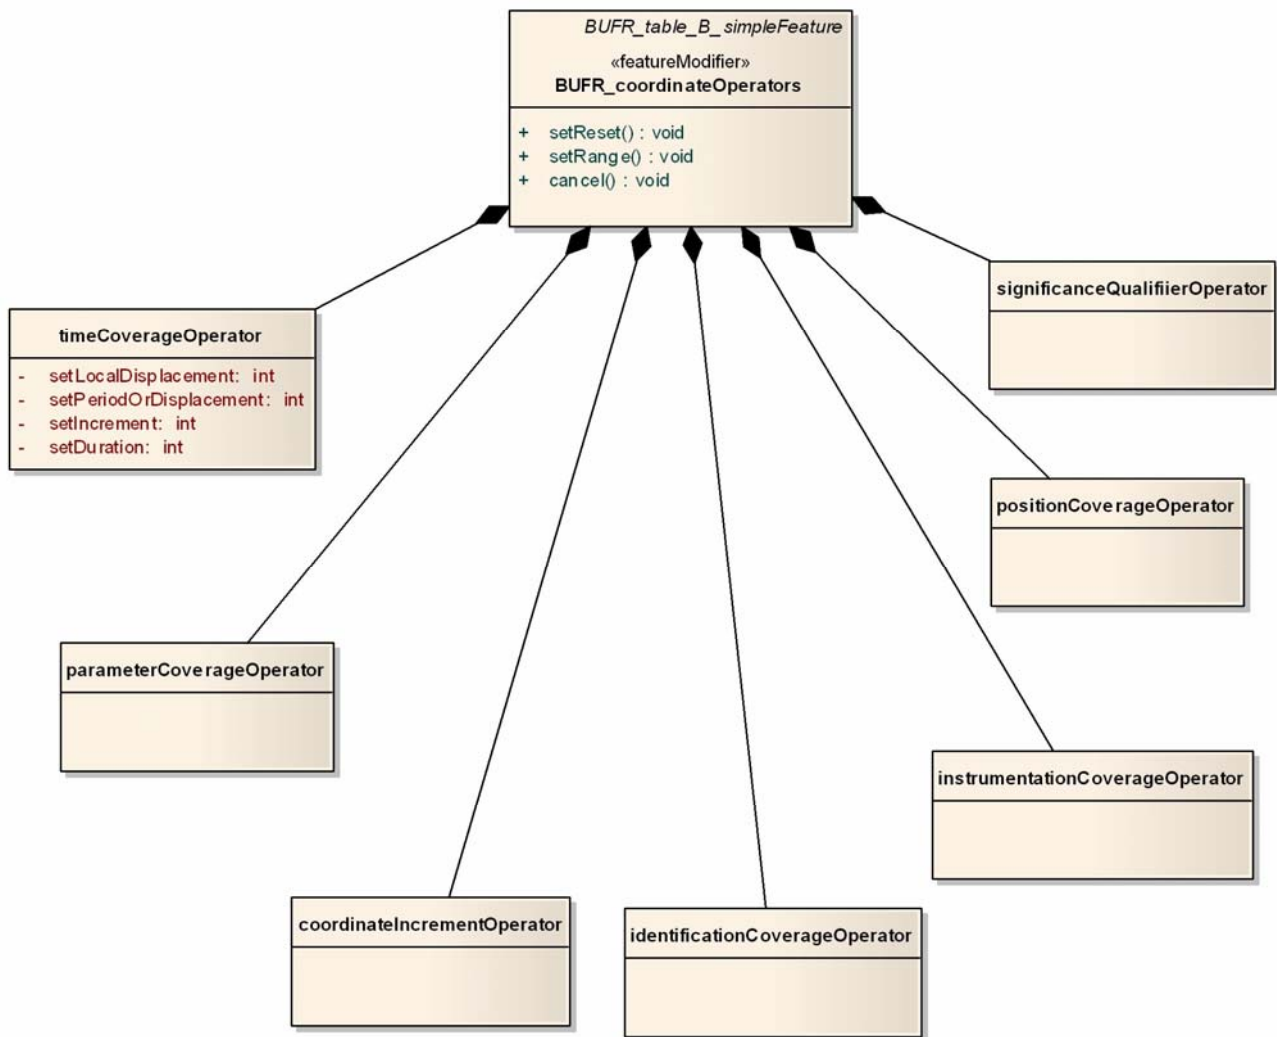 BUFR_table_B_simpleFeature
«featureModifier»
BUFR_coordinateOperators
+ setReset() : void
+ setRange() : void
+ cancel() : void
significanceQualifiierOperator
timeCoverageOperator
- setLocalDisplacement: int
- setPeriodOrDisplacement: int
- setIncrement: int
- setDuration: int
positionCoverageOperator
parameterCoverageOperator
instrumentationCoverageOperator
coordinateIncrementOperator
identificationCoverageOperator